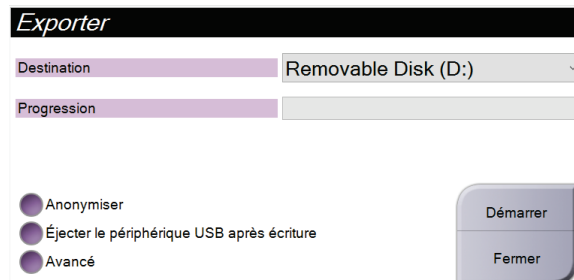 Exporter
Destination
Removable Disk (D:)
Progression
Anonymiser
Éjecter le périphérique USB après écriture
Avancé
Démarrer
Fermer